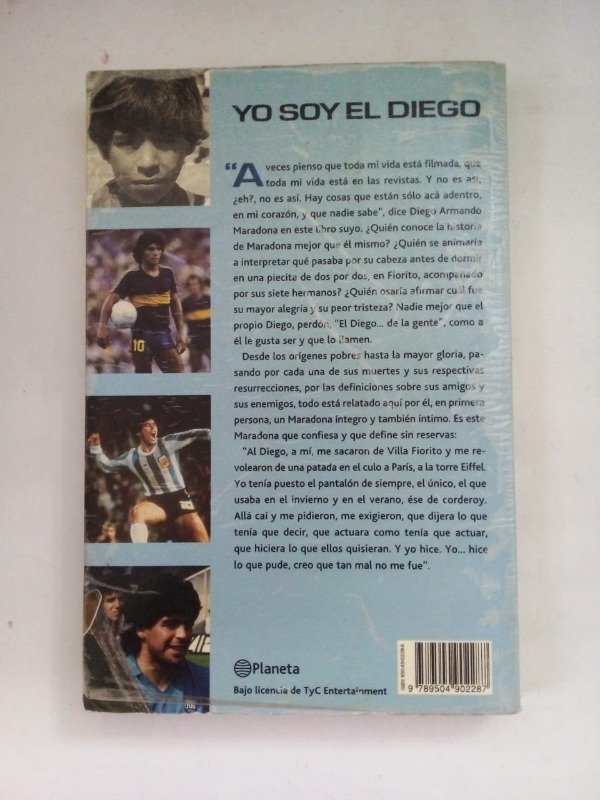 YO SOY EL DIEGO
“A veces pienso que toda mi vida está filmada, que
toda mi vida está en las revistas. Y no es así,
¿eh?, no es así. Hay cosas que están sólo acá adentro,
en mi corazón, y que nadie sabe”, dice Diego Armando
Maradona en este libro suyo. ¿Quién conoce la historia
de Maradona mejor que él mismo? ¿Quién se animaría
a interpretar qué pasaba por su cabeza antes de dormir
en una piecita de dos por dos, en Fiorito, acompañado
por sus siete hermanos? ¿Quién osaría afirmar cuál fue
su mayor alegría y su peor tristeza? Nadie mejor que el
propio Diego, perdón, “El Diego... de la gente”, como a
él le gusta ser y que lo llamen.
Desde los orígenes pobres hasta la mayor gloria, pa-
sando por cada una de sus muertes y sus respectivas
resurrecciones, por las definiciones sobre sus amigos y
sus enemigos, todo está relatado aquí por él, en primera
persona, un Maradona íntegro y también íntimo. Es este
Maradona que confiesa y que define sin reservas:
“Al Diego, a mí, me sacaron de Villa Fiorito y me re-
volearon de una patada en el culo a París, a la torre Eiffel.
Yo tenía puesto el pantalón de siempre, el único, el que
usaba en el invierno y en el verano, ése de corderoy.
Allá caí y me pidieron, me exigieron, que dijera lo que
tenía que decir, que actuara como tenía que actuar,
que hiciera lo que ellos quisieran. Y yo hice. Yo... hice
lo que pude, creo que tan mal no me fue”.
10
Planeta
Bajo licencia de TyC Entertainment
9 789504 902287